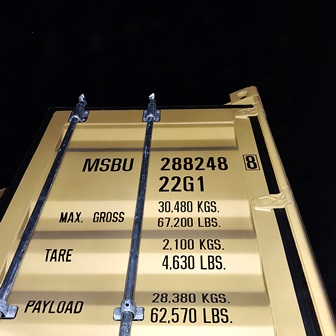 MSBU 288248 8
22G1
MAX. GROSS 30,480 KGS.
67,200 LBS.
TARE 2,100 KGS.
4,630 LBS.
PAYLOAD 28,380 KGS.
62,570 LBS.